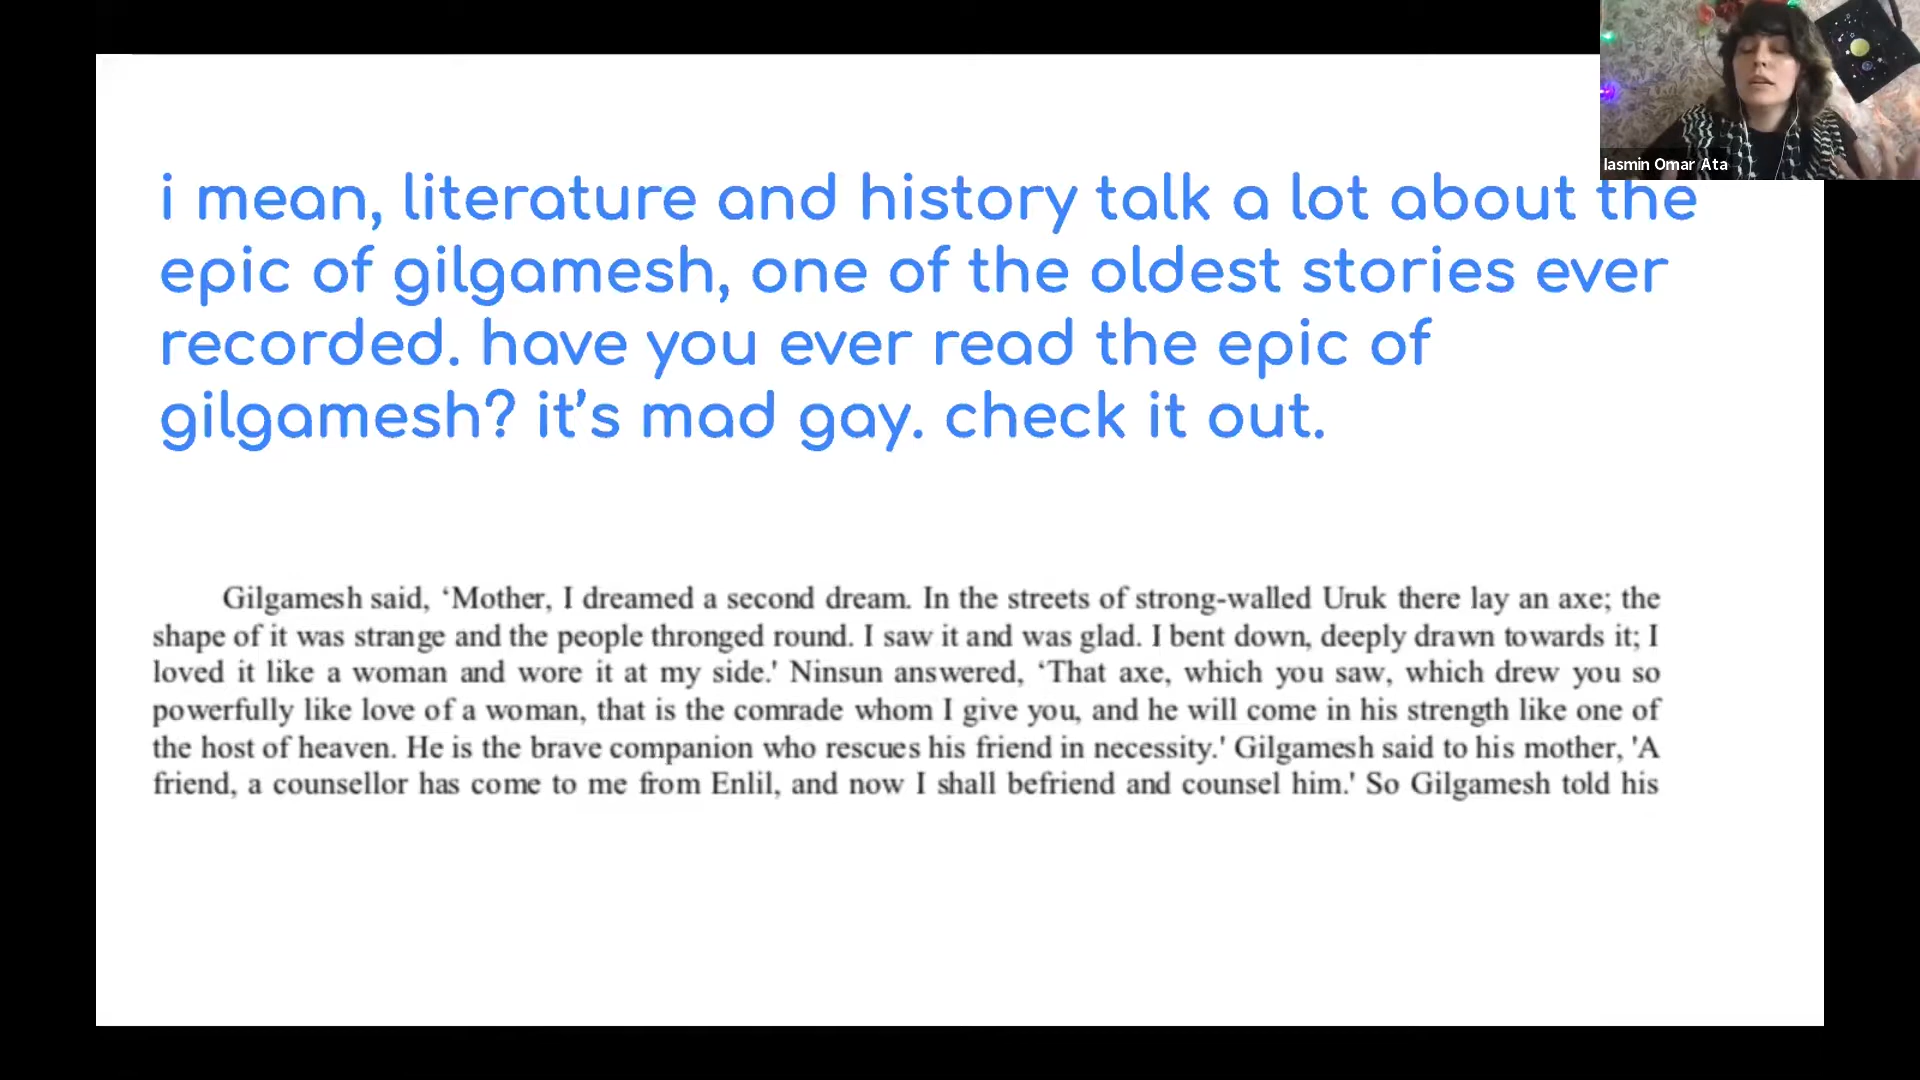 i mean, literature and history talk a lot about the
epic of gilgamesh, one of the oldest stories ever
recorded. have you ever read the epic of
gilgamesh? it's mad gay. check it out.
Gilgamesh said, ‘Mother, I dreamed a second dream. In the streets of strong-walled Uruk there lay an axe; the
shape of it was strange and the people thronged round. I saw it and was glad. I bent down, deeply drawn towards it; I
loved it like a woman and wore it at my side.' Ninsun answered, ‘That axe, which you saw, which drew you so
powerfully like love of a woman, that is the comrade whom I give you, and he will come in his strength like one of
the host of heaven. He is the brave companion who rescues his friend in necessity.' Gilgamesh said to his mother, 'A
friend, a counsellor has come to me from Enlil, and now I shall befriend and counsel him.' So Gilgamesh told his
Iasmin Omar Ata